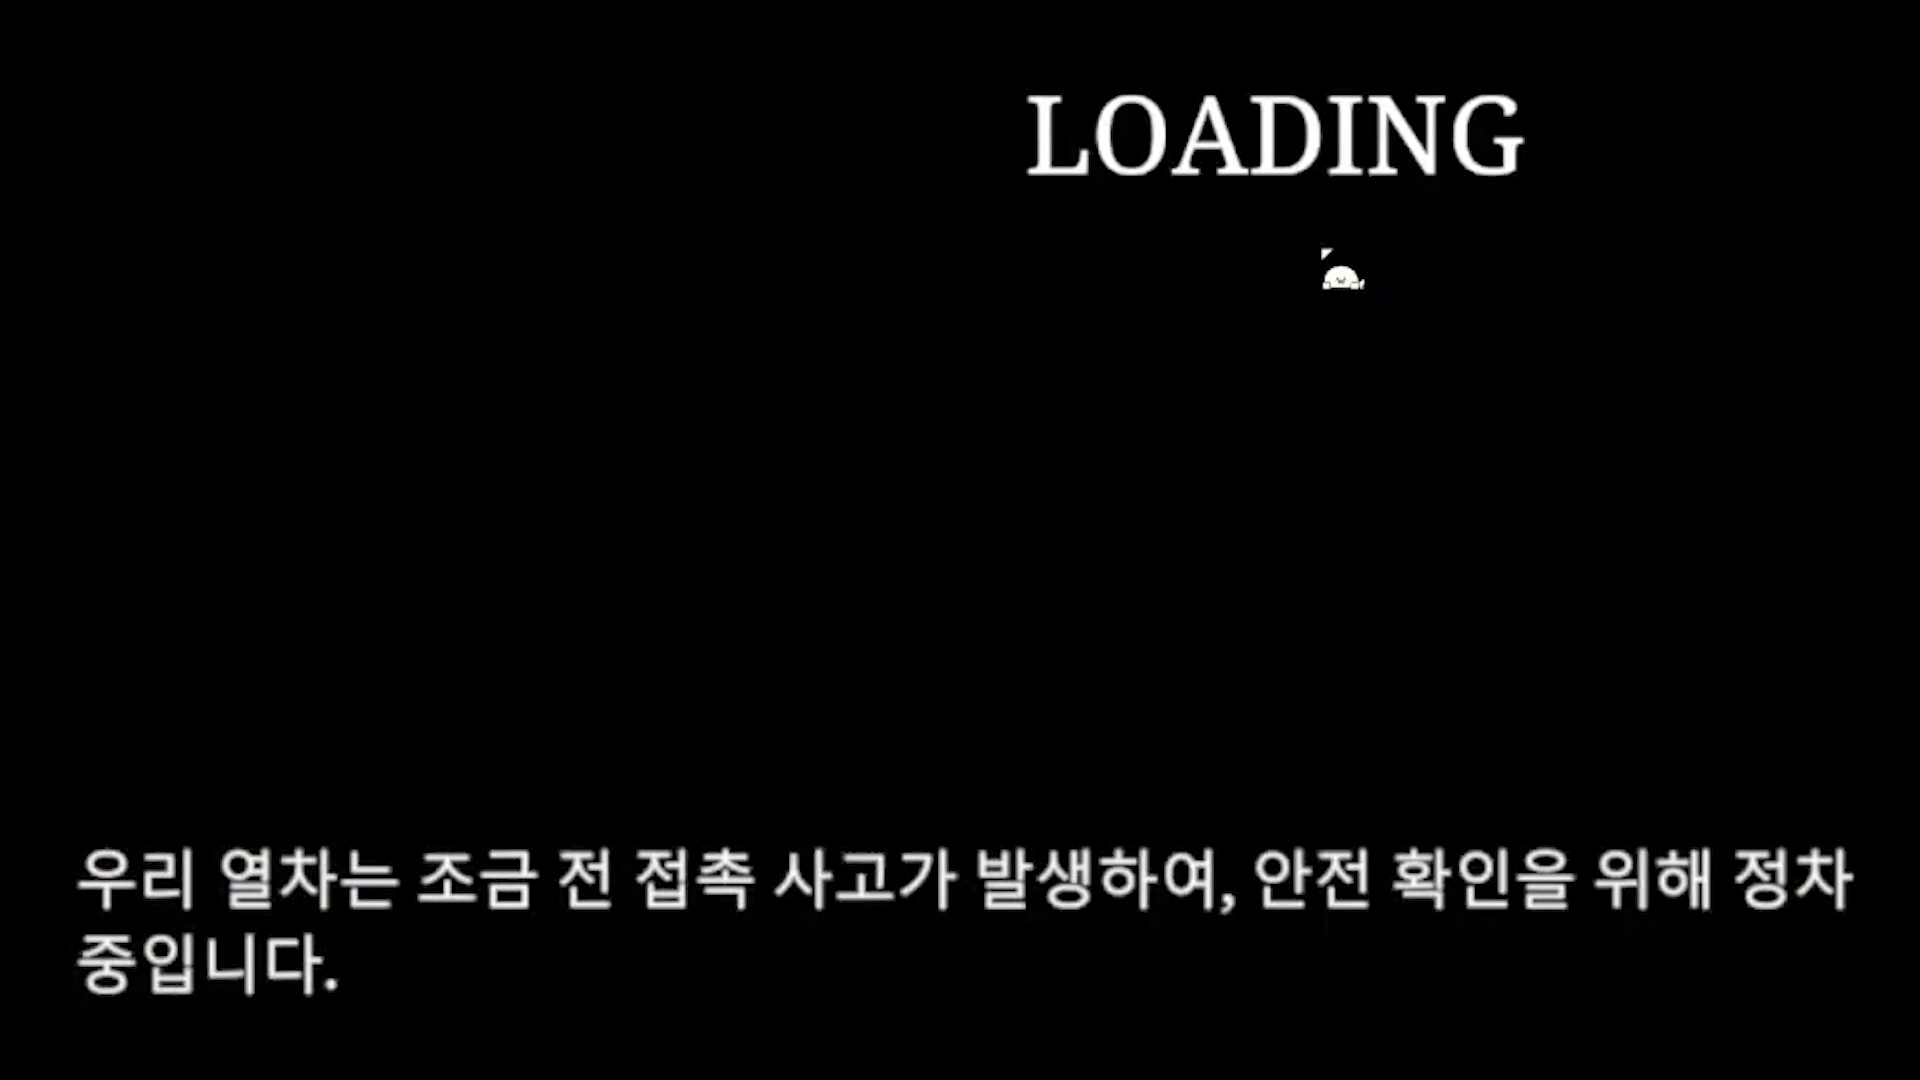 LOADING
우리 열차는 조금 전 접촉 사고가 발생하여, 안전 확인을 위해 정차
중입니다.